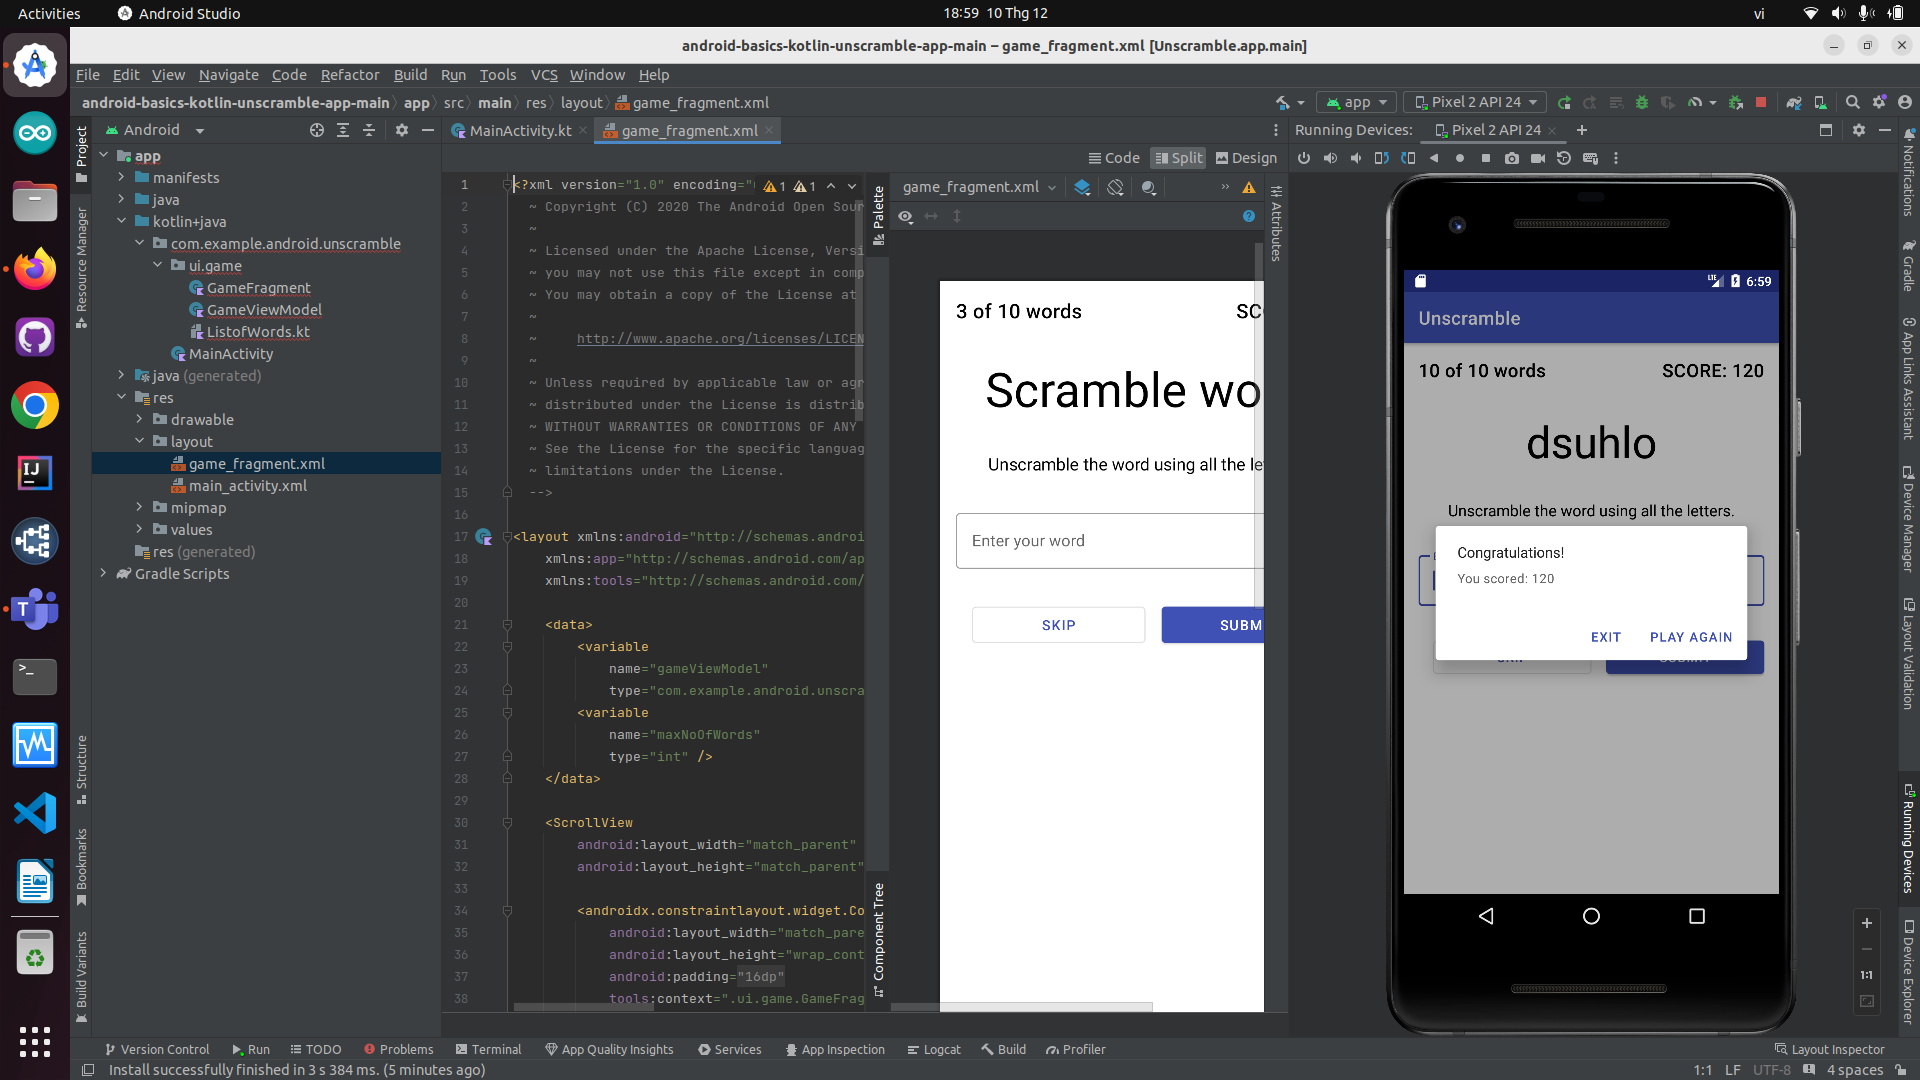 Activities
Android Studio
18:59 10 Thg 12
vi
android-basics-kotlin-unscramble-app-main – game_fragment.xml [Unscramble.app.main]
File Edit View Navigate Code Refactor Build Run Tools VCS Window Help
android-basics-kotlin-unscramble-app-main app src main res layout game_fragment.xml
app
Pixel 2 API 24
Android
MainActivity.kt
game_fragment.xml
Running Devices:
Pixel 2 API 24
Code
Split
Design
Project
Resource Manager
Structure
Bookmarks
Build Variants
app
manifests
java
kotlin+java
com.example.android.unscramble
ui.game
GameFragment
GameViewModel
ListofWords.kt
MainActivity
java (generated)
res
drawable
layout
game_fragment.xml
main_activity.xml
mipmap
values
res (generated)
Gradle Scripts
1 <?xml version="1.0" encoding="
1
1
2 ~ Copyright (C) 2020 The Android Open Sour
3 ~
4 ~ Licensed under the Apache License, Versi
5 ~ you may not use this file except in comp
6 ~ You may obtain a copy of the License at
7 ~
8 ~ http://www.apache.org/licenses/LICEN
9 ~
10 ~ Unless required by applicable law or agr
11 ~ distributed under the License is distrib
12 ~ WITHOUT WARRANTIES OR CONDITIONS OF ANY
13 ~ See the License for the specific languag
14 ~ limitations under the License.
15 -->
16
17 <layout xmlns:android="http://schemas.androi
18 xmlns:app="http://schemas.android.com/ap
19 xmlns:tools="http://schemas.android.com/
20
21 <data>
22 <variable
23 name="gameViewModel"
24 type="com.example.android.unscra
25 <variable
26 name="maxNoOfWords"
27 type="int" />
28 </data>
29
30 <ScrollView
31 android:layout_width="match_parent"
32 android:layout_height="match_parent"
33
34 <androidx.constraintlayout.widget.Co
35 android:layout_width="match_pare
36 android:layout_height="wrap_cont
37 android:padding="16dp"
38 tools:context=".ui.game.GameFrag
Palette
Component Tree
game_fragment.xml
Attributes
3 of 10 words
SCO
Scramble wo
Unscramble the word using all the let
Enter your word
SKIP
SUBM
LTE
6:59
Unscramble
10 of 10 words
SCORE: 120
dsuhlo
Unscramble the word using all the letters.
Congratulations!
You scored: 120
EXIT
PLAY AGAIN
SKIP
SUBMIT
1:1
Notifications
Gradle
App Links Assistant
Device Manager
Layout Validation
Running Devices
Device Explorer
Version Control
Run
TODO
Problems
Terminal
App Quality Insights
Services
App Inspection
Logcat
Build
Profiler
Layout Inspector
Install successfully finished in 3 s 384 ms. (5 minutes ago)
1:1 LF UTF-8 4 spaces